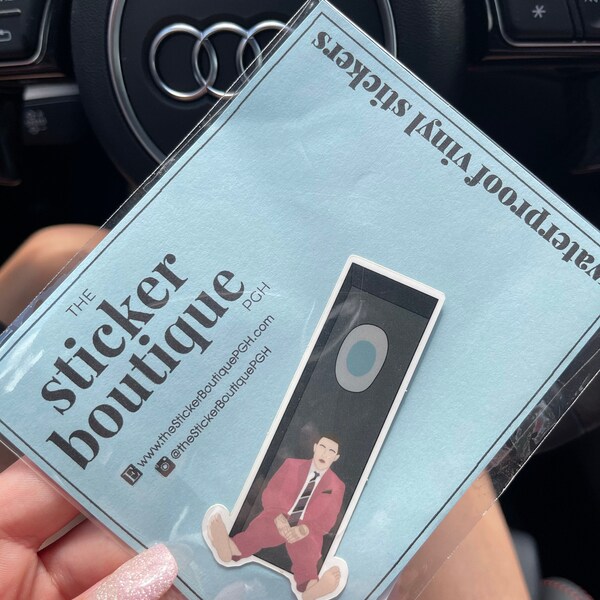 waterproof vinyl stickers
THE
sticker
boutique
PGH
www.theStickerBoutiquePGH.com
@theStickerBoutiquePGH